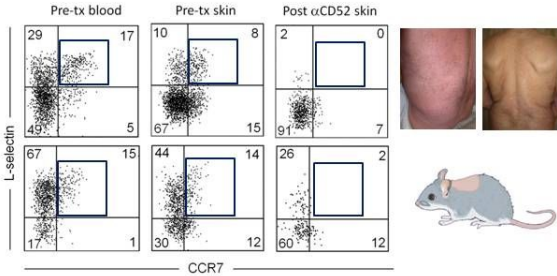 Pre-tx blood Pre-tx skin Post αCD52 skin
29 17 10 8 2 0
49 5 67 15 91 7
L-selectin
67 15 44 14 26 2
17 1 30 12 60 12
CCR7